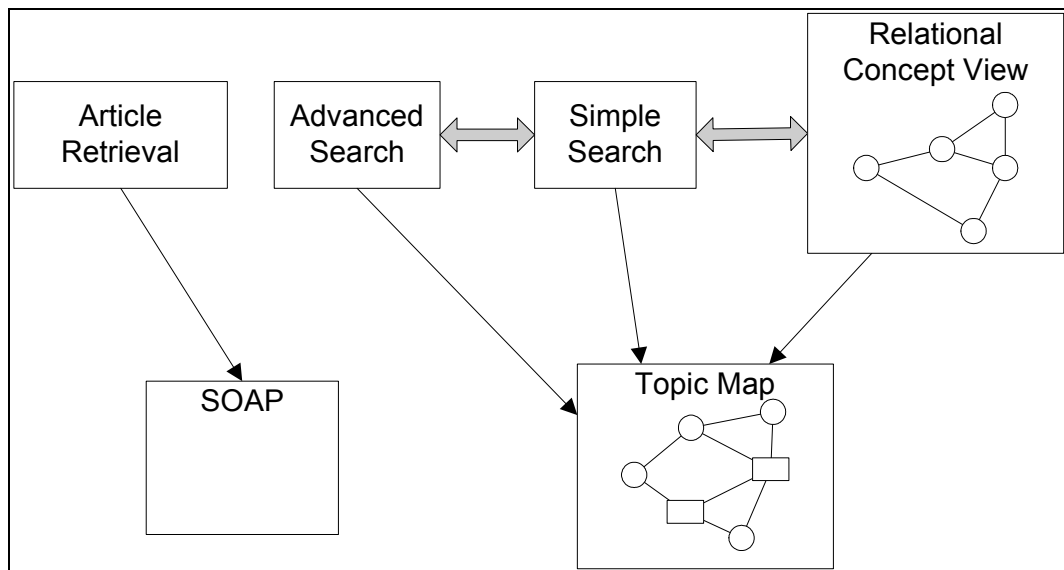 Relational
Concept View
Article
Retrieval
Advanced
Search
Simple
Search
SOAP
Topic Map